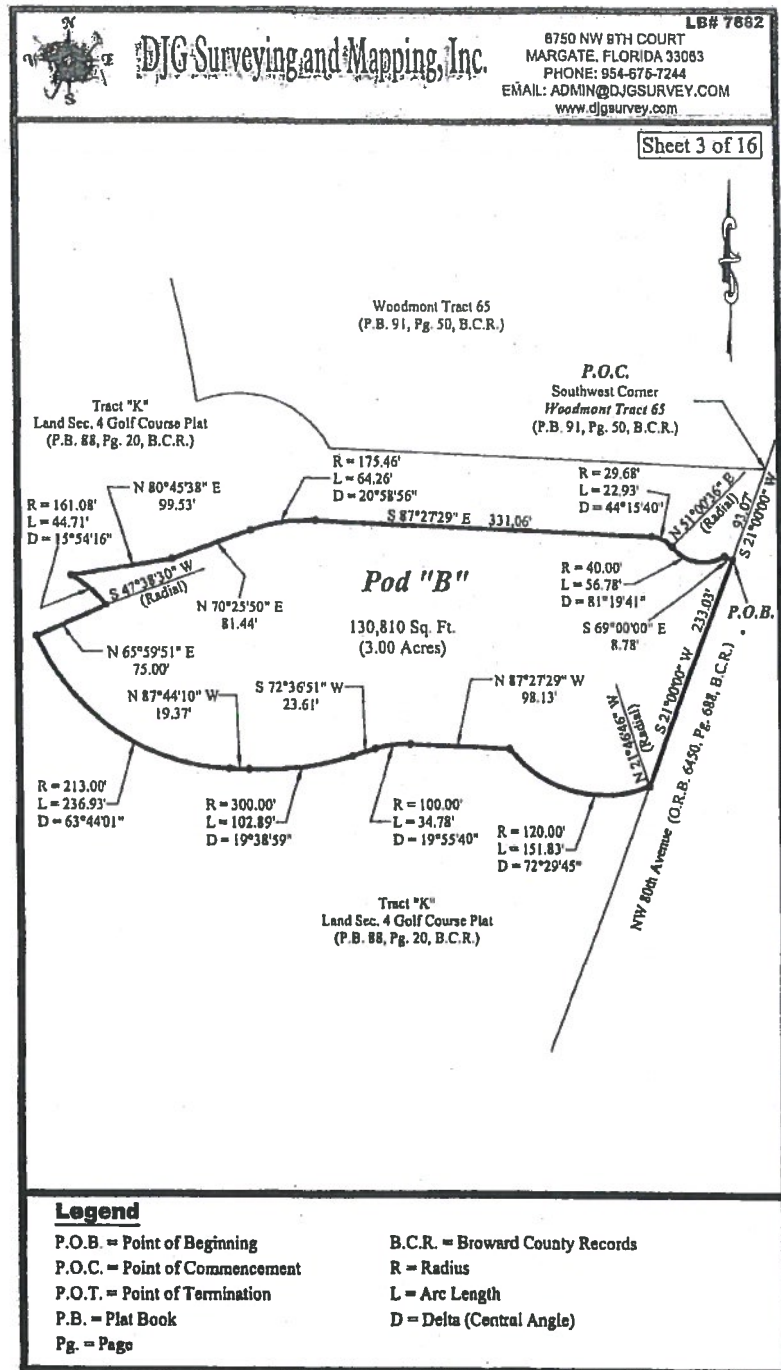 LB# 7682
N
W E
S
DJG Surveying and Mapping, Inc.
6750 NW 9TH COURT
MARGATE, FLORIDA 33063
PHONE: 954-675-7244
EMAIL: ADMIN@DJGSURVEY.COM
www.djgsurvey.com
Sheet 3 of 16
Woodmont Tract 65
(P.B. 91, Pg. 50, B.C.R.)
P.O.C.
Southwest Corner
Woodmont Tract 65
(P.B. 91, Pg. 50, B.C.R.)
Tract "K"
Land Sec. 4 Golf Course Plat
(P.B. 88, Pg. 20, B.C.R.)
R = 175.46'
L = 64.26'
D = 20°58'56"
R = 29.68'
L = 22.93'
D = 44°15'40"
N 51°00'36" E
(Radial)
93.07'
S 21°00'00" W
N 80°45'38" E
99.53'
R = 161.08'
L = 44.71'
D = 15°54'16"
S 87°27'29" E 331.06'
S 47°38'30" W
(Radial)
N 70°25'50" E
81.44'
Pod "B"
130,810 Sq. Ft.
(3.00 Acres)
R = 40.00'
L = 56.78'
D = 81°19'41"
P.O.B.
S 69°00'00" E
8.78'
233.03'
S 21°00'00" W
N 65°59'51" E
75.00'
N 87°44'10" W
19.37'
S 72°36'51" W
23.61'
N 87°27'29" W
98.13'
N 21°46'46" W
(Radial)
NW 80th Avenue (O.R.B. 6450, Pg. 688, B.C.R.)
R = 213.00'
L = 236.93'
D = 63°44'01"
R = 300.00'
L = 102.89'
D = 19°38'59"
R = 100.00'
L = 34.78'
D = 19°55'40"
R = 120.00'
L = 151.83'
D = 72°29'45"
Tract "K"
Land Sec. 4 Golf Course Plat
(P.B. 88, Pg. 20, B.C.R.)
Legend
P.O.B. = Point of Beginning
P.O.C. = Point of Commencement
P.O.T. = Point of Termination
P.B. = Plat Book
Pg. = Page
B.C.R. = Broward County Records
R = Radius
L = Arc Length
D = Delta (Central Angle)